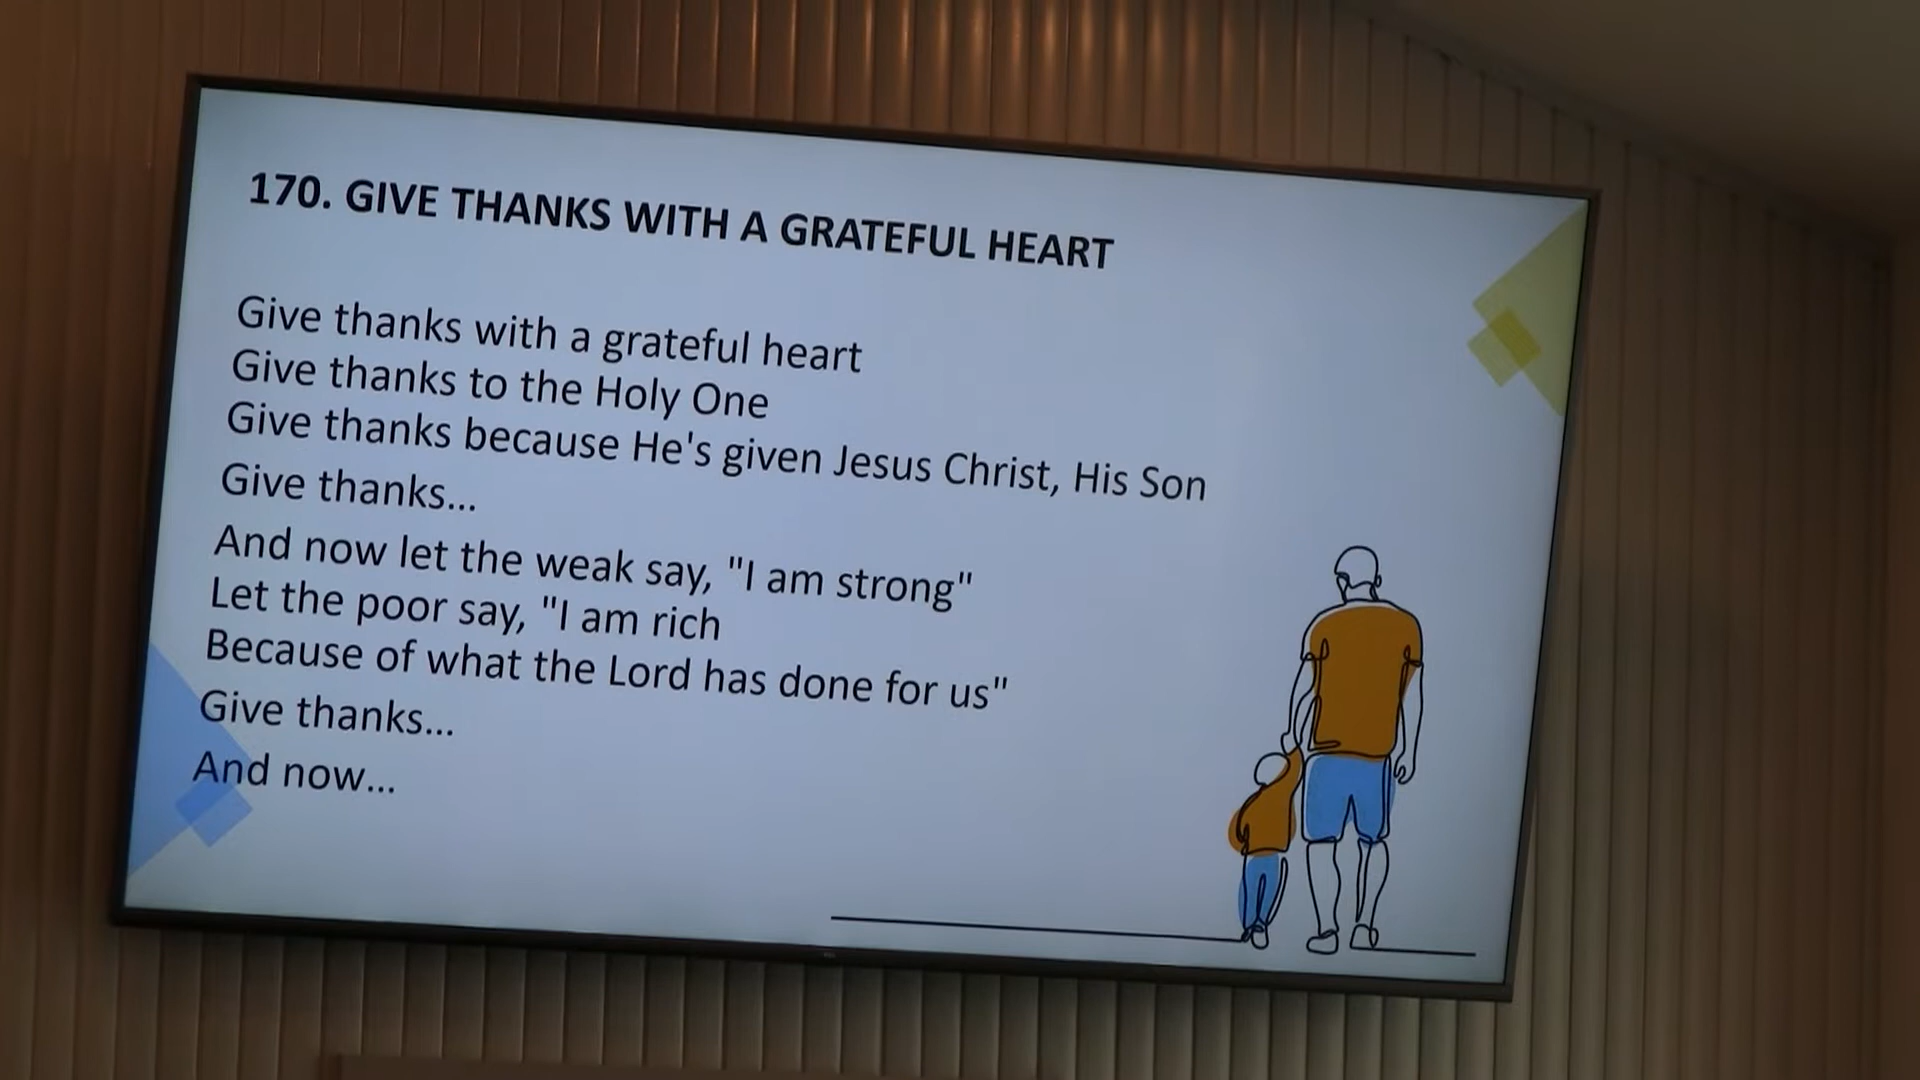 170. GIVE THANKS WITH A GRATEFUL HEART
Give thanks with a grateful heart
Give thanks to the Holy One
Give thanks because He's given Jesus Christ, His Son
Give thanks...
And now let the weak say, "I am strong"
Let the poor say, "I am rich
Because of what the Lord has done for us"
Give thanks...
And now...